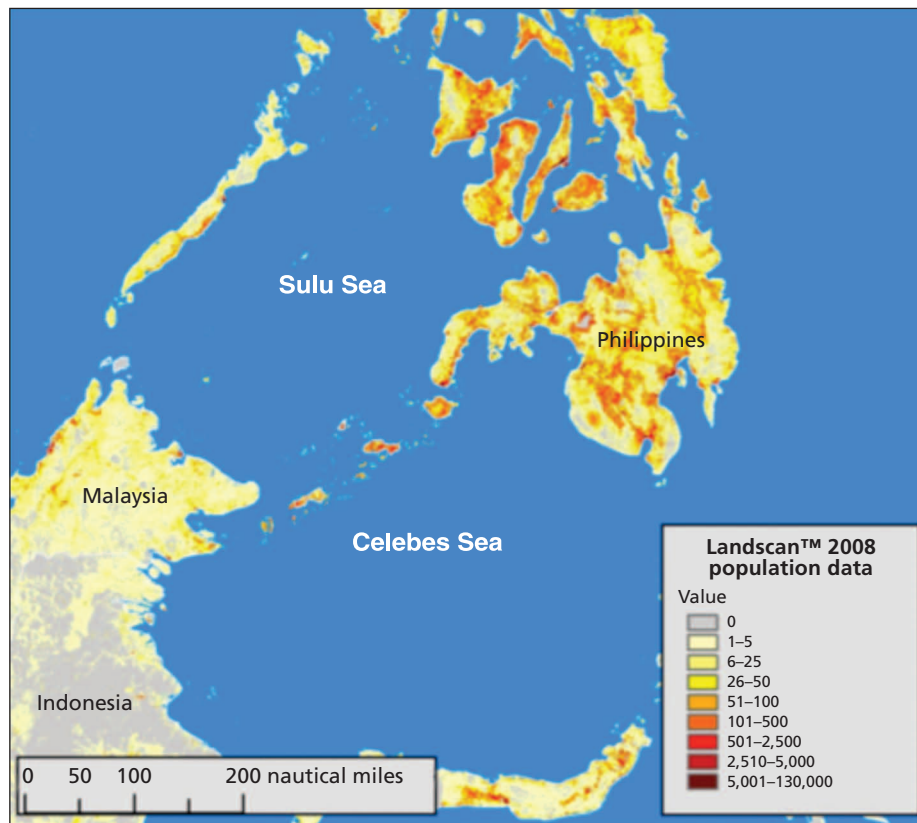 Sulu Sea
Philippines
Malaysia
Celebes Sea
Indonesia
0 50 100 200 nautical miles
Landscan™ 2008
population data
Value
0
1–5
6–25
26–50
51–100
101–500
501–2,500
2,510–5,000
5,001–130,000